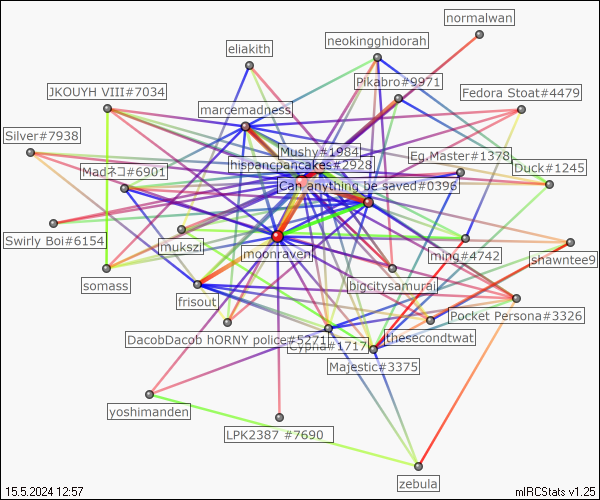 normalwan
neokingghidorah
eliakith
Pikabro#9971
JKOUYH VIII#7034
Fedora Stoat#4479
marcemadness
Silver#7938
Mushy#1984
Eg.Master#1378
hispancpancakes#2928
Duck#1245
Madネコ#6901
Can anything be saved#0396
Swirly Boi#6154
mukszi
moonraven
ming#4742
shawntee9
somass
bigcitysamurai
frisout
Pocket Persona#3326
DacobDacob hORNY police#5271
thesecondtwat
Cypha#1717
Majestic#3375
yoshimanden
LPK2387 #7690
zebula
15.5.2024 12:57
mIRCStats v1.25